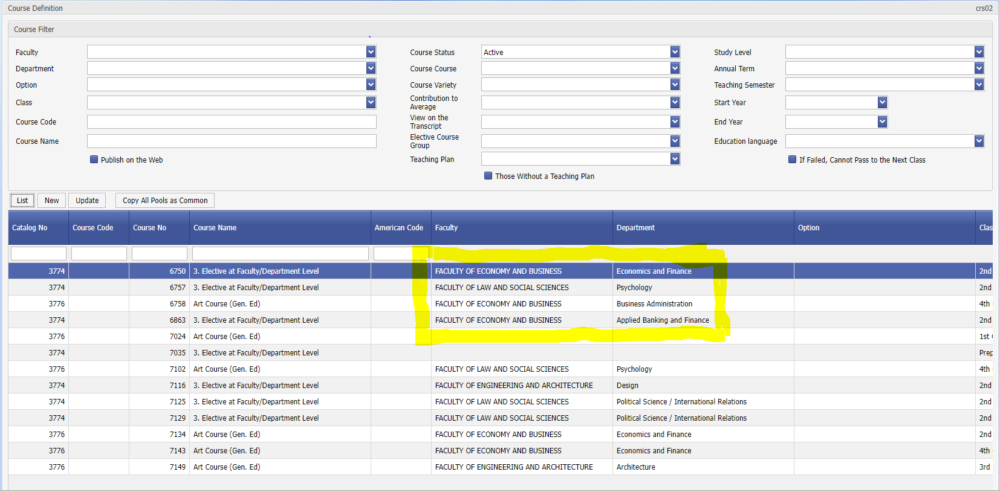 Course Definition crs02
Course Filter
Faculty Course Status Active Study Level
Department Course Course Annual Term
Option Course Variety Teaching Semester
Class Contribution to Average Start Year
Course Code View on the Transcript End Year
Course Name Elective Course Group Education language
Publish on the Web Teaching Plan If Failed, Cannot Pass to the Next Class
Those Without a Teaching Plan
List New Update Copy All Pools as Common
Catalog No Course Code Course No Course Name American Code Faculty Department Option Clas
3774 6750 3. Elective at Faculty/Department Level FACULTY OF ECONOMY AND BUSINESS Economics and Finance 2nd
3774 6757 3. Elective at Faculty/Department Level FACULTY OF LAW AND SOCIAL SCIENCES Psychology 2nd
3776 6758 Art Course (Gen. Ed) FACULTY OF ECONOMY AND BUSINESS Business Administration 4th
3774 6863 3. Elective at Faculty/Department Level FACULTY OF ECONOMY AND BUSINESS Applied Banking and Finance 2nd
3776 7024 Art Course (Gen. Ed) 1st
3774 7035 3. Elective at Faculty/Department Level Prep
3776 7102 Art Course (Gen. Ed) FACULTY OF LAW AND SOCIAL SCIENCES Psychology 4th
3774 7116 3. Elective at Faculty/Department Level FACULTY OF ENGINEERING AND ARCHITECTURE Design 2nd
3774 7125 3. Elective at Faculty/Department Level FACULTY OF LAW AND SOCIAL SCIENCES Political Science / International Relations 2nd
3774 7129 3. Elective at Faculty/Department Level FACULTY OF LAW AND SOCIAL SCIENCES Political Science / International Relations 2nd
3776 7134 Art Course (Gen. Ed) FACULTY OF ECONOMY AND BUSINESS Economics and Finance 2nd
3776 7143 Art Course (Gen. Ed) FACULTY OF ECONOMY AND BUSINESS Economics and Finance 4th
3776 7149 Art Course (Gen. Ed) FACULTY OF ENGINEERING AND ARCHITECTURE Architecture 3rd